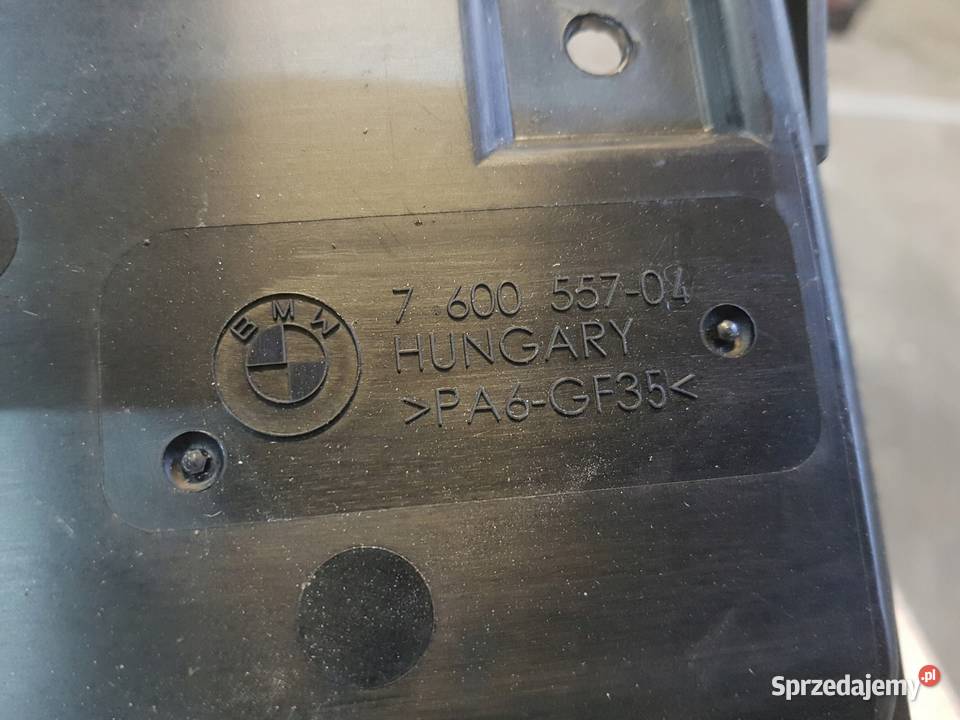 BMW
7 600 557-04
HUNGARY
>PA6-GF35<
Sprzedajemy.pl